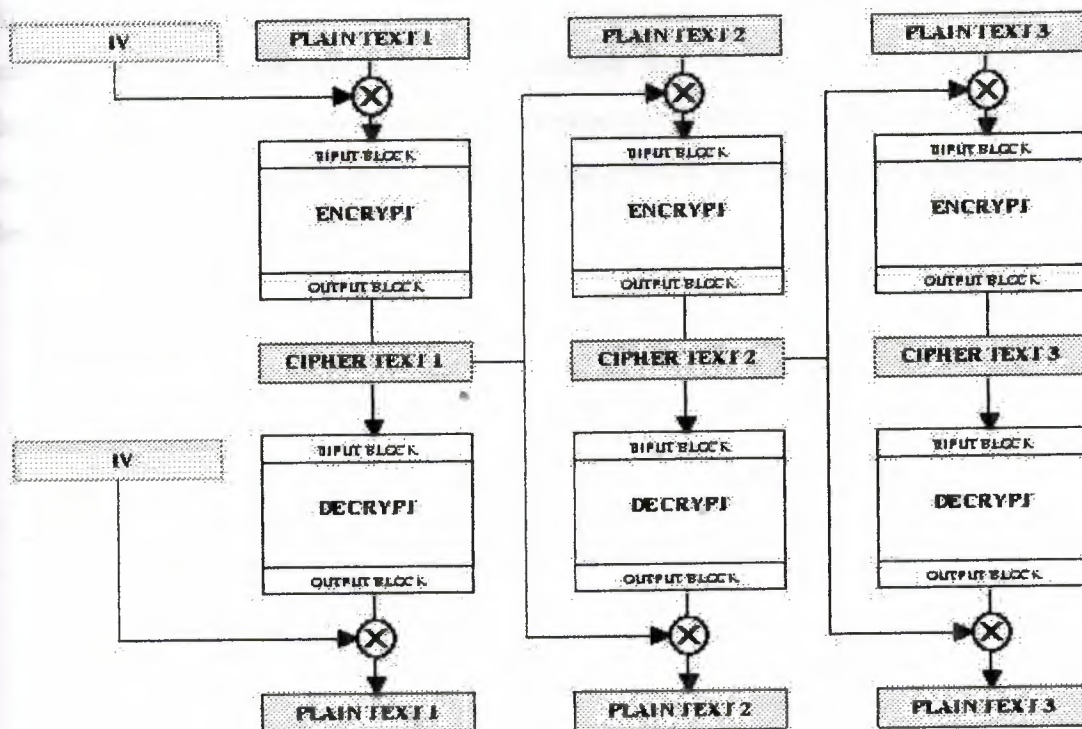 IV PLAIN TEXT 1 PLAIN TEXT 2 PLAIN TEXT 3
INPUT BLOCK INPUT BLOCK INPUT BLOCK
ENCRYPT ENCRYPT ENCRYPT
OUTPUT BLOCK OUTPUT BLOCK OUTPUT BLOCK
CIPHER TEXT 1 CIPHER TEXT 2 CIPHER TEXT 3
IV INPUT BLOCK INPUT BLOCK INPUT BLOCK
DECRYPT DECRYPT DECRYPT
OUTPUT BLOCK OUTPUT BLOCK OUTPUT BLOCK
PLAIN TEXT 1 PLAIN TEXT 2 PLAIN TEXT 3